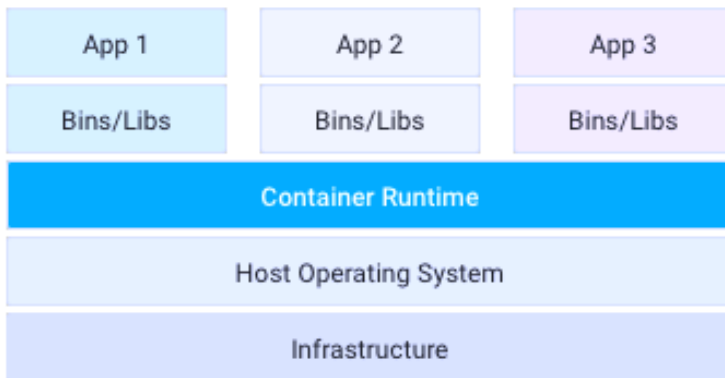 App 1
App 2
App 3
Bins/Libs
Bins/Libs
Bins/Libs
Container Runtime
Host Operating System
Infrastructure